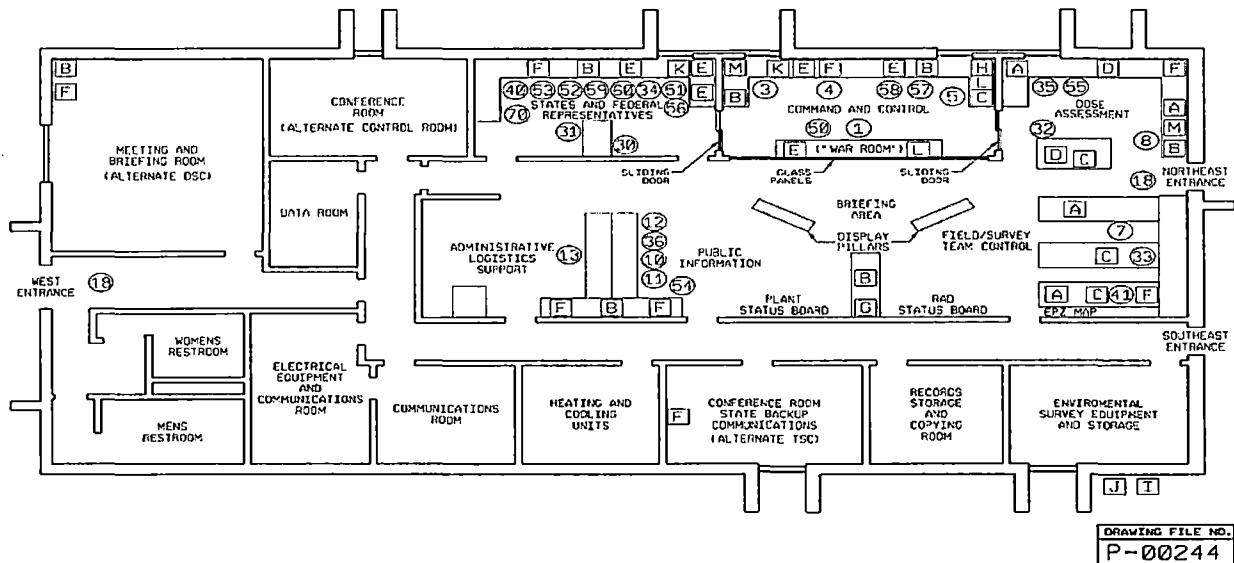 B
F
CONFERENCE
ROOM
(ALTERNATE CONTROL ROOM)
MEETING AND
BRIEFING ROOM
(ALTERNATE OSC)
DATA ROOM
F B E K E
E
40 53 52 59 60 34 51
STATES AND FEDERAL
REPRESENTATIVES
56
70
31
30
M K E F E B H
L
B
C
3 4 58 57 5
COMMAND AND CONTROL
50 1
E ("WAR ROOM") L
SLIDING
DOOR
GLASS
PANELS
SLIDING
DOOR
A D F
35 55
DOSE
ASSESSMENT
A
M
B
32
8
D C
18
NORTHEAST
ENTRANCE
WEST
ENTRANCE
18
ADMINISTRATIVE
LOGISTICS
SUPPORT
13
12
36
10
11
54
F B F
PUBLIC
INFORMATION
BRIEFING
AREA
DISPLAY
PILLARS
B
G
PLANT
STATUS BOARD
RAD
STATUS BOARD
FIELD/SURVEY
TEAM CONTROL
A
7
C 33
A C 41 F
EPZ MAP
SOUTHEAST
ENTRANCE
WOMENS
RESTROOM
MENS
RESTROOM
ELECTRICAL
EQUIPMENT
AND
COMMUNICATIONS
ROOM
COMMUNICATIONS
ROOM
HEATING AND
COOLING
UNITS
F
CONFERENCE ROOM
STATE BACKUP
COMMUNICATIONS
(ALTERNATE TSC)
RECORDS
STORAGE
AND
COPYING
ROOM
ENVIROMENTAL
SURVEY EQUIPMENT
AND STORAGE
J I
DRAWING FILE NO.
P-00244